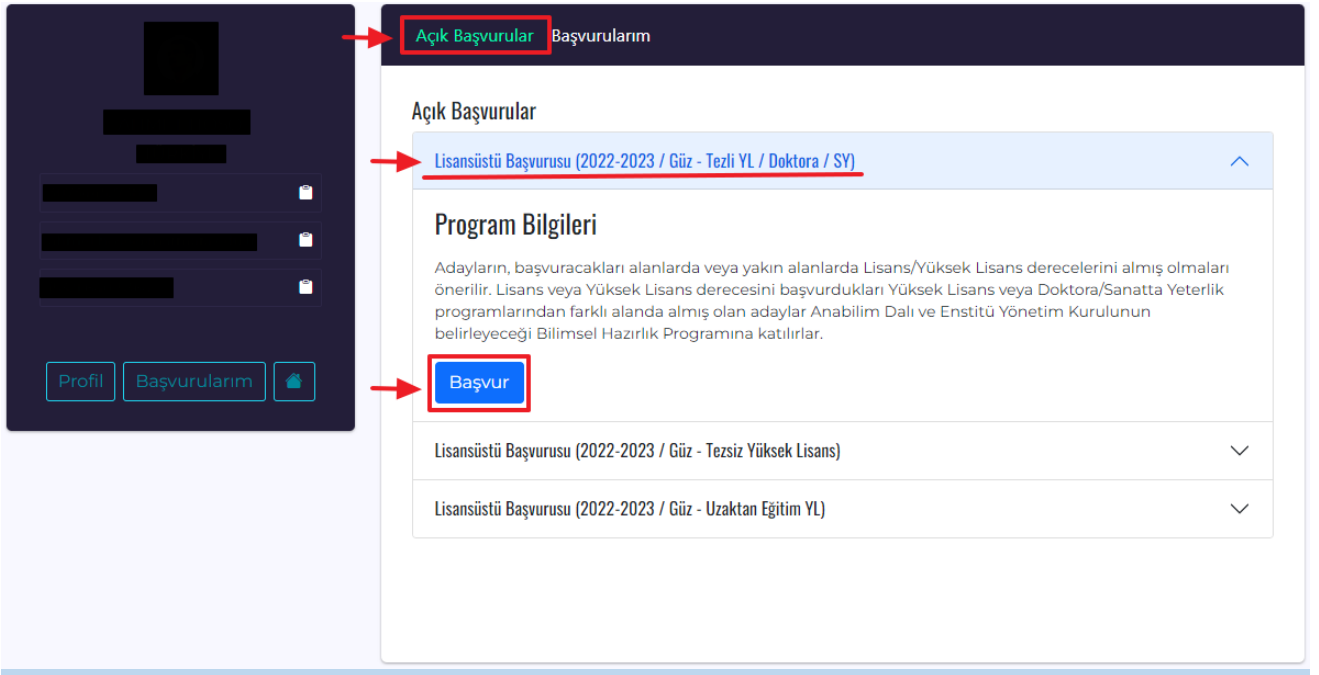 Açık Başvurular Başvurularım
Açık Başvurular
Lisansüstü Başvurusu (2022-2023 / Güz - Tezli YL / Doktora / SY)
Program Bilgileri
Adayların, başvuracakları alanlarda veya yakın alanlarda Lisans/Yüksek Lisans derecelerini almış olmaları
önerilir. Lisans veya Yüksek Lisans derecesini başvurdukları Yüksek Lisans veya Doktora/Sanatta Yeterlik
programlarından farklı alanda almış olan adaylar Anabilim Dalı ve Enstitü Yönetim Kurulunun
belirleyeceği Bilimsel Hazırlık Programına katılırlar.
Başvur
Lisansüstü Başvurusu (2022-2023 / Güz - Tezsiz Yüksek Lisans)
Lisansüstü Başvurusu (2022-2023 / Güz - Uzaktan Eğitim YL)
Profil Başvurularım